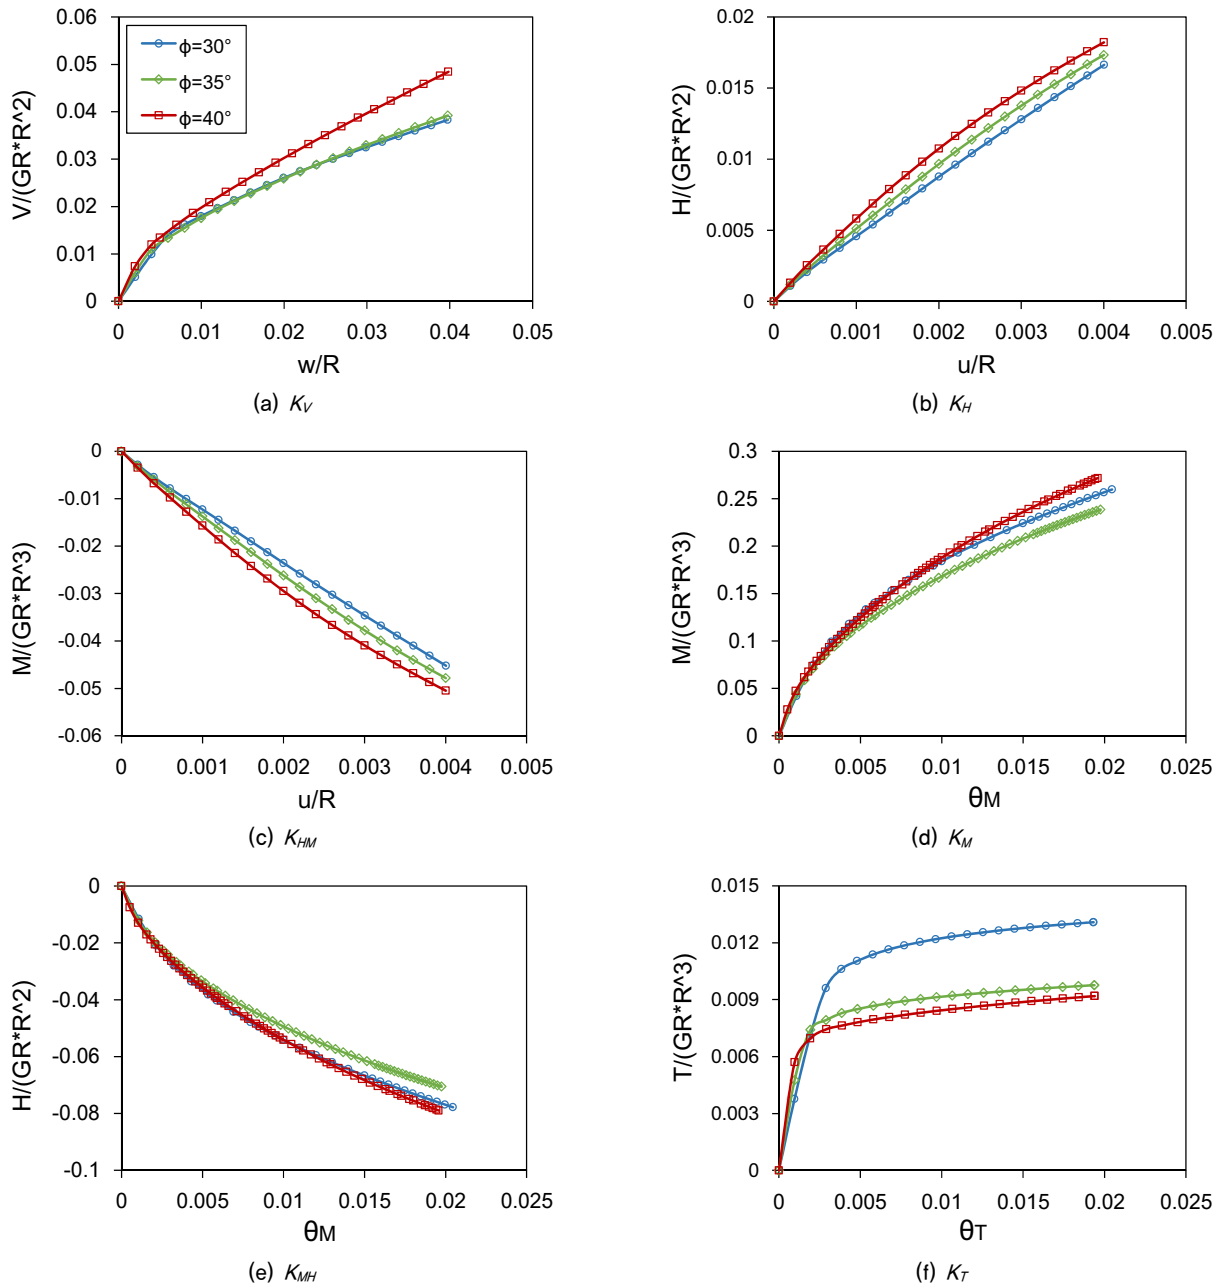 V/(GR*R^2)
0.06
0.05
0.04
0.03
0.02
0.01
0
ϕ=30°
ϕ=35°
ϕ=40°
0 0.01 0.02 0.03 0.04 0.05
w/R
(a) K_V
H/(GR*R^2)
0.02
0.015
0.01
0.005
0
0 0.001 0.002 0.003 0.004 0.005
u/R
(b) K_H
M/(GR*R^3)
0
-0.01
-0.02
-0.03
-0.04
-0.05
-0.06
0 0.001 0.002 0.003 0.004 0.005
u/R
(c) K_HM
M/(GR*R^3)
0.3
0.25
0.2
0.15
0.1
0.05
0
0 0.005 0.01 0.015 0.02 0.025
θM
(d) K_M
H/(GR*R^2)
0
-0.02
-0.04
-0.06
-0.08
-0.1
0 0.005 0.01 0.015 0.02 0.025
θM
(e) K_MH
T/(GR*R^3)
0.015
0.012
0.009
0.006
0.003
0
0 0.005 0.01 0.015 0.02 0.025
θT
(f) K_T